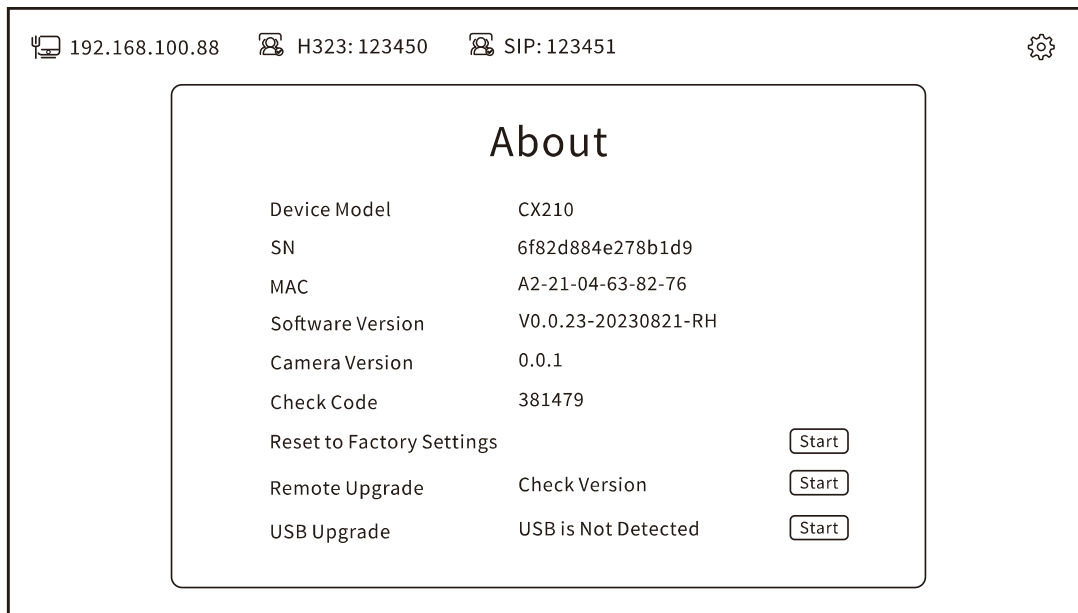 192.168.100.88 H323: 123450 SIP: 123451
About
Device Model CX210
SN 6f82d884e278b1d9
MAC A2-21-04-63-82-76
Software Version V0.0.23-20230821-RH
Camera Version 0.0.1
Check Code 381479
Reset to Factory Settings Start
Remote Upgrade Check Version Start
USB Upgrade USB is Not Detected Start